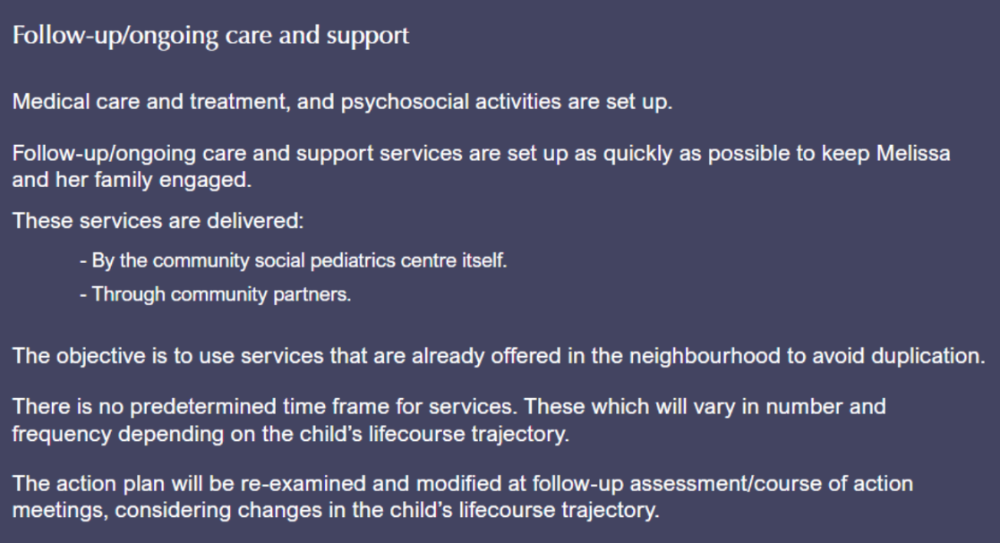 Follow-up/ongoing care and support
Medical care and treatment, and psychosocial activities are set up.
Follow-up/ongoing care and support services are set up as quickly as possible to keep Melissa
and her family engaged.
These services are delivered:
- By the community social pediatrics centre itself.
- Through community partners.
The objective is to use services that are already offered in the neighbourhood to avoid duplication.
There is no predetermined time frame for services. These which will vary in number and
frequency depending on the child’s lifecourse trajectory.
The action plan will be re-examined and modified at follow-up assessment/course of action
meetings, considering changes in the child’s lifecourse trajectory.